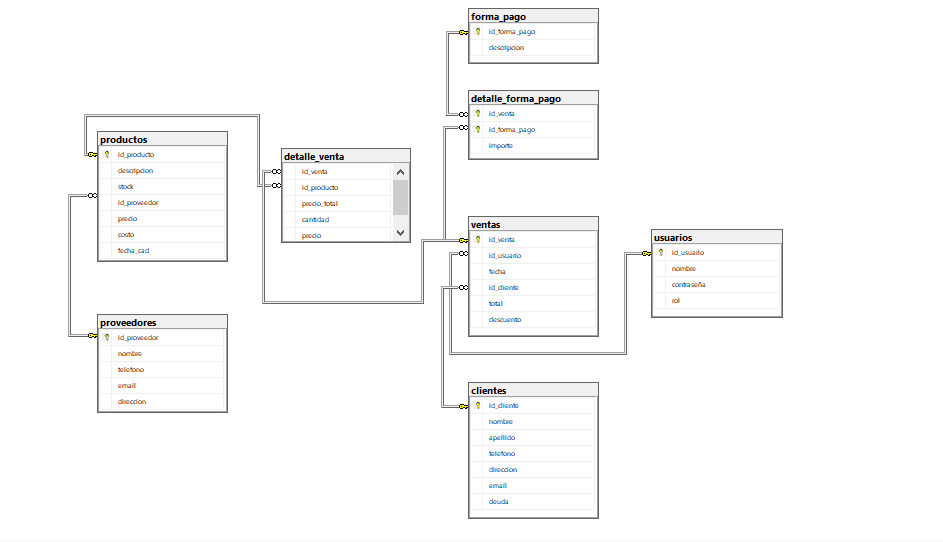 forma_pago
id_forma_pago
descripcion
detalle_forma_pago
id_venta
id_forma_pago
importe
productos
id_producto
descripcion
stock
id_proveedor
precio
costo
fecha_cad
detalle_venta
id_venta
id_producto
precio_total
cantidad
precio
ventas
id_venta
id_usuario
fecha
id_cliente
total
descuento
usuarios
id_usuario
nombre
contraseña
rol
proveedores
id_proveedor
nombre
telefono
email
direccion
clientes
id_cliente
nombre
apellido
telefono
direccion
email
deuda